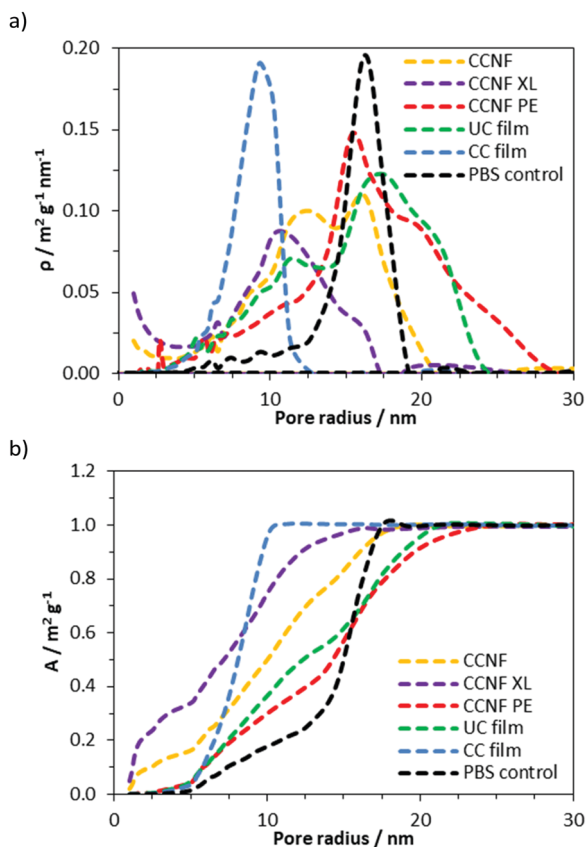 a)
ρ / m² g⁻¹ nm⁻¹
0.20
0.15
0.10
0.05
0.00
CCNF
CCNF XL
CCNF PE
UC film
CC film
PBS control
0 10 20 30
Pore radius / nm
b)
A / m² g⁻¹
1.2
1.0
0.8
0.6
0.4
0.2
0.0
CCNF
CCNF XL
CCNF PE
UC film
CC film
PBS control
0 10 20 30
Pore radius / nm